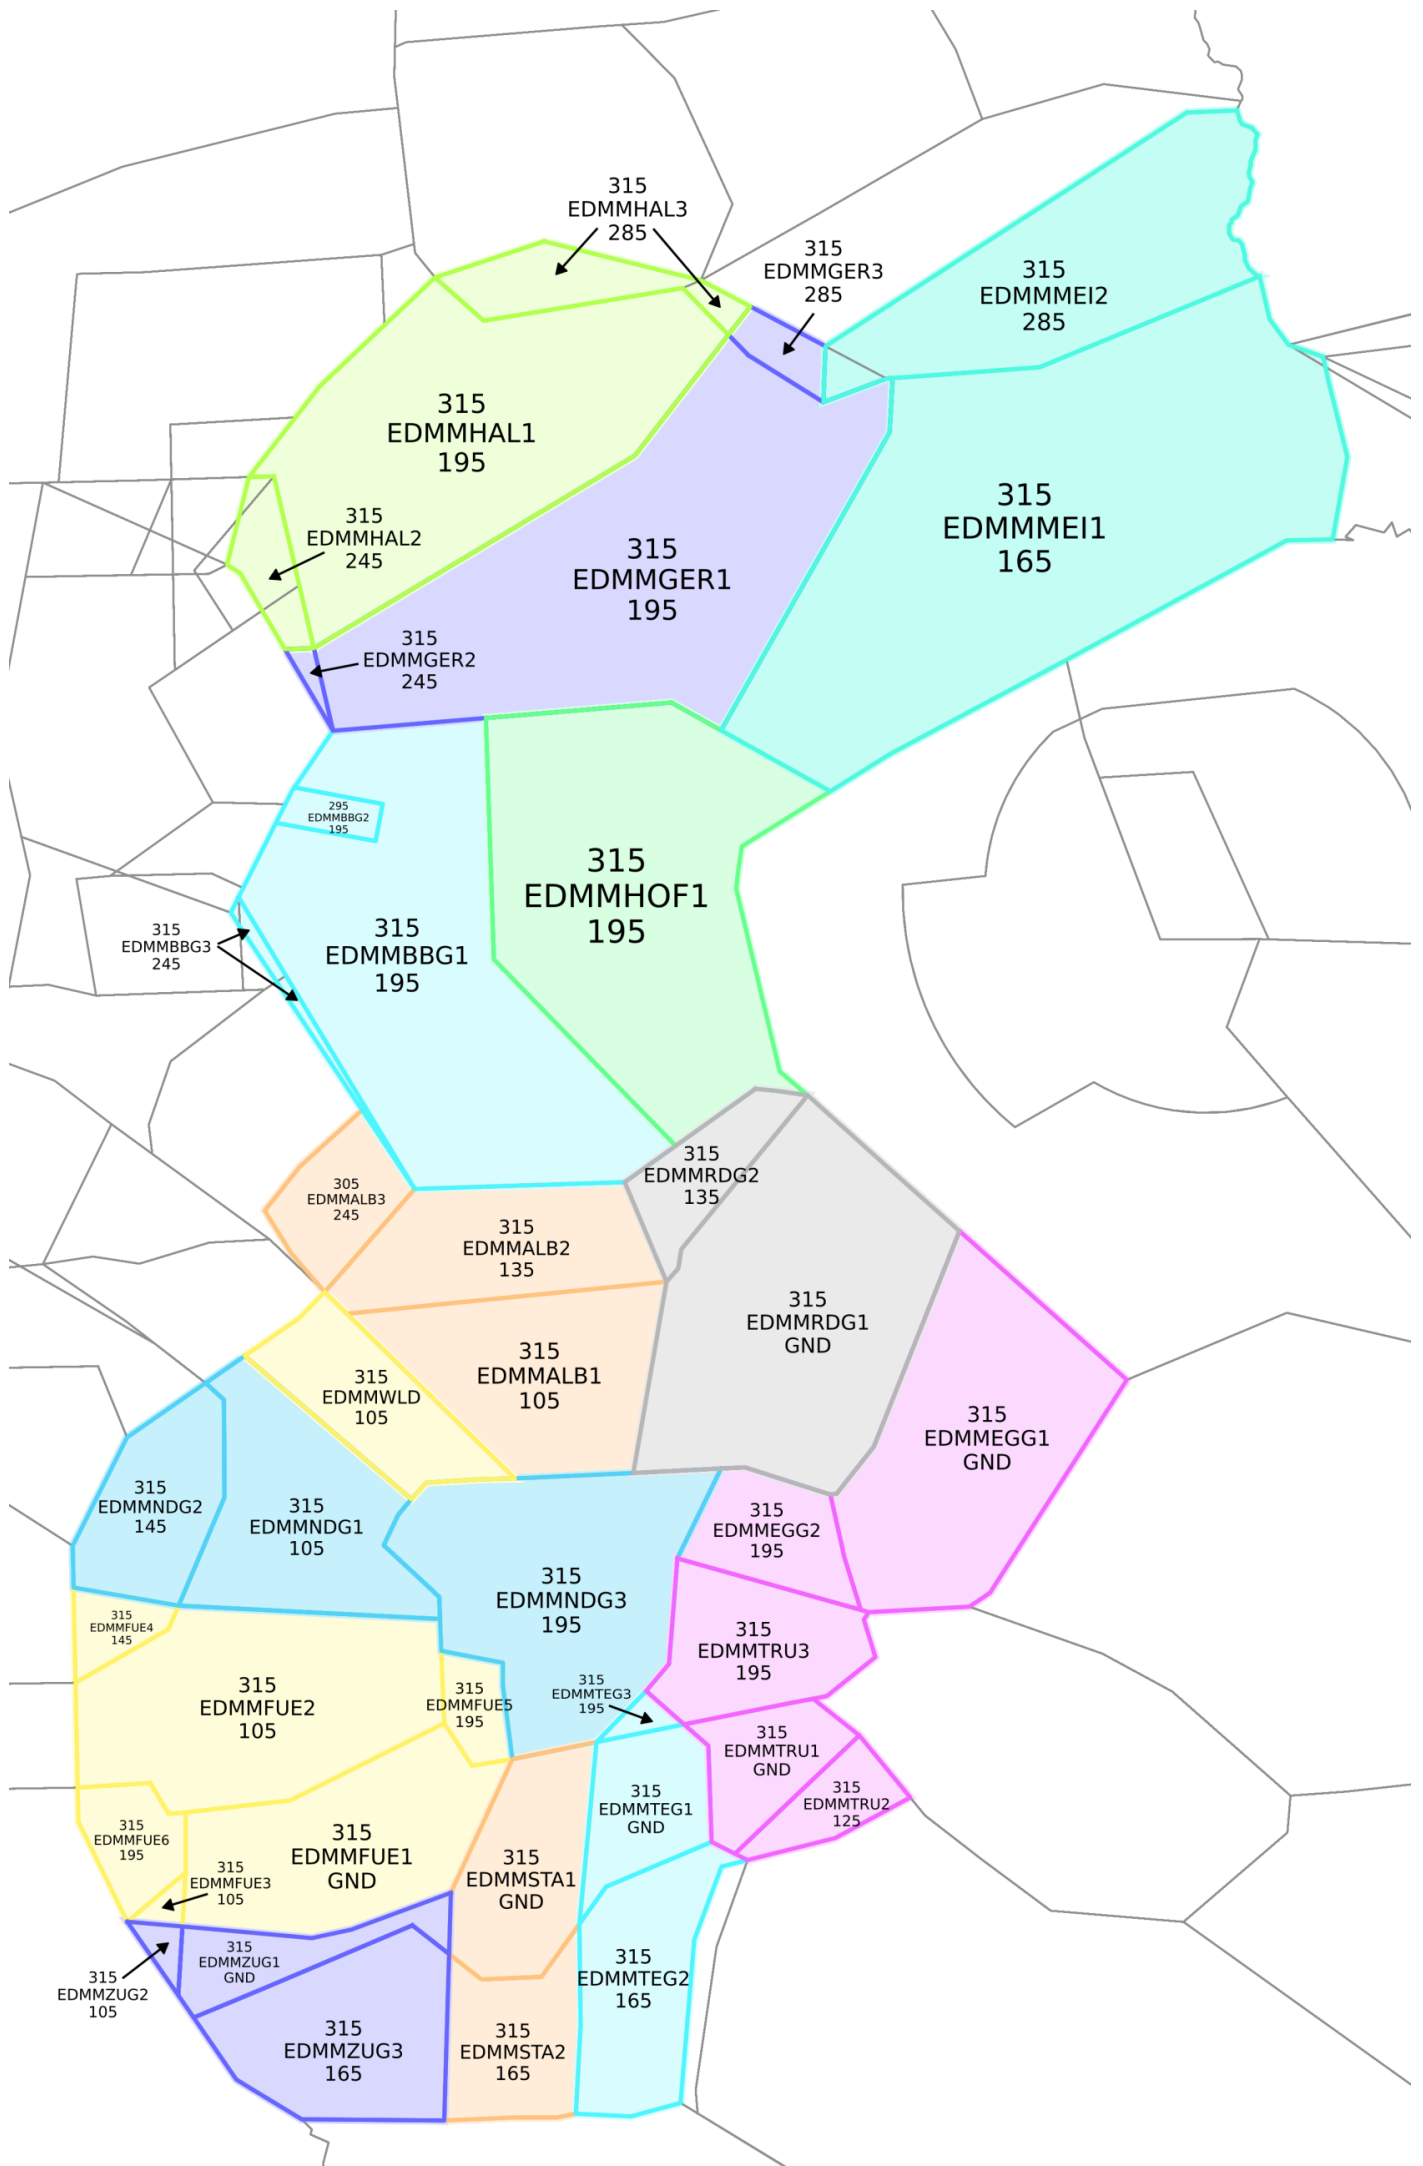 315
EDMMHAL3
285
315
EDMMGER3
285
315
EDMMMEI2
285
315
EDMMHAL1
195
315
EDMMMEI1
165
315
EDMMHAL2
245
315
EDMMGER1
195
315
EDMMGER2
245
295
EDMMBBG2
195
315
EDMMHOF1
195
315
EDMMBBG3
245
315
EDMMBBG1
195
315
EDMMRDG2
135
305
EDMMALB3
245
315
EDMMALB2
135
315
EDMMRDG1
GND
315
EDMMALB1
105
315
EDMMWLD
105
315
EDMMEGG1
GND
315
EDMMNDG2
145
315
EDMMNDG1
105
315
EDMMEGG2
195
315
EDMMNDG3
195
315
EDMMFUE4
145
315
EDMMTRU3
195
315
EDMMFUE2
105
315
EDMMFUE5
195
315
EDMMTEG3
195
315
EDMMTRU1
GND
315
EDMMTRU2
125
315
EDMMTEG1
GND
315
EDMMFUE6
195
315
EDMMFUE1
GND
315
EDMMFUE3
105
315
EDMMSTA1
GND
315
EDMMZUG1
GND
315
EDMMZUG2
105
315
EDMMTEG2
165
315
EDMMZUG3
165
315
EDMMSTA2
165